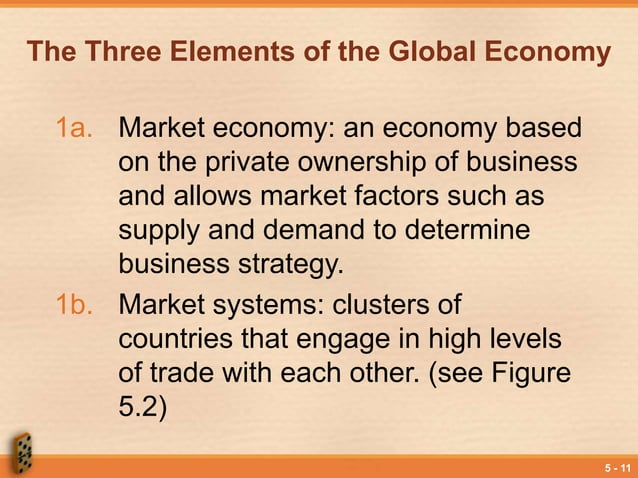 The Three Elements of the Global Economy
1a. Market economy: an economy based
on the private ownership of business
and allows market factors such as
supply and demand to determine
business strategy.
1b. Market systems: clusters of
countries that engage in high levels
of trade with each other. (see Figure
5.2)
5 - 11